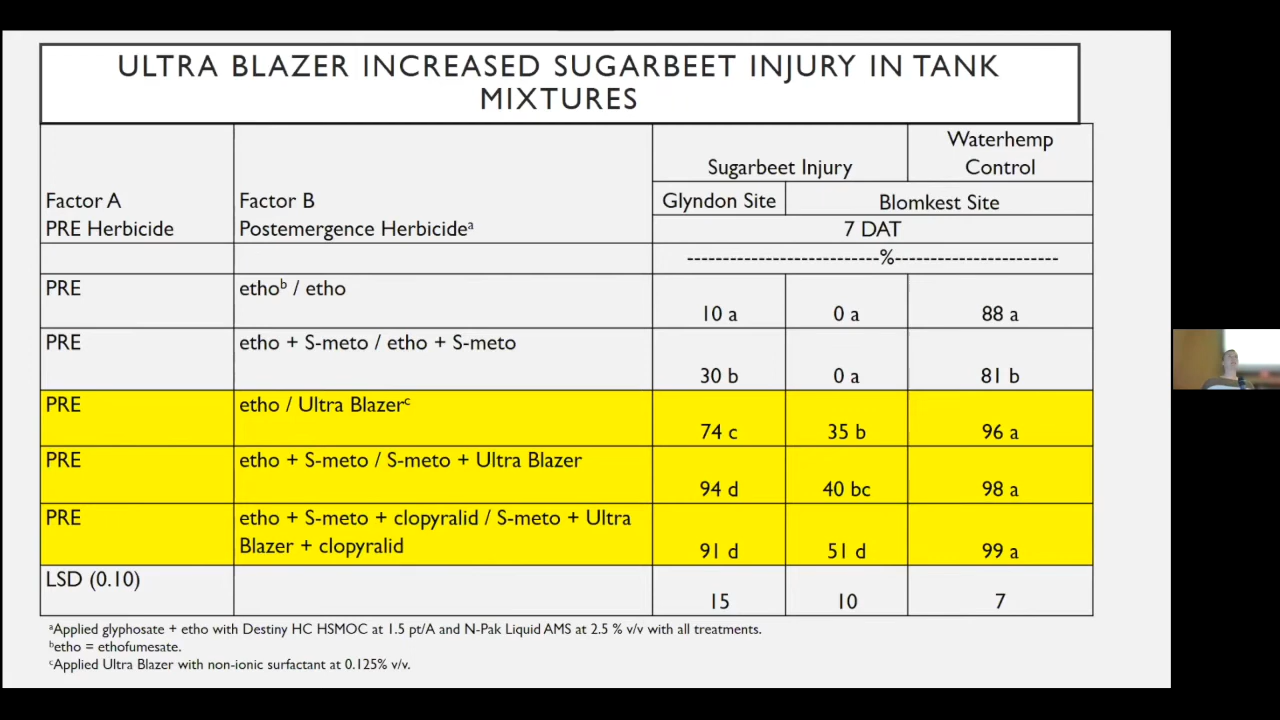 ULTRA BLAZER INCREASED SUGARBEET INJURY IN TANK
MIXTURES
Factor A
PRE Herbicide
Factor B
Postemergence Herbicideᵃ
Sugarbeet Injury
Waterhemp
Control
Glyndon Site
Blomkest Site
7 DAT
---------------------------%-----------------------
PRE
ethoᵇ / etho
10 a
0 a
88 a
PRE
etho + S-meto / etho + S-meto
30 b
0 a
81 b
PRE
etho / Ultra Blazerᶜ
74 c
35 b
96 a
PRE
etho + S-meto / S-meto + Ultra Blazer
94 d
40 bc
98 a
PRE
etho + S-meto + clopyralid / S-meto + Ultra
Blazer + clopyralid
91 d
51 d
99 a
LSD (0.10)
15
10
7
ᵃApplied glyphosate + etho with Destiny HC HSMOC at 1.5 pt/A and N-Pak Liquid AMS at 2.5 % v/v with all treatments.
ᵇetho = ethofumesate.
ᶜApplied Ultra Blazer with non-ionic surfactant at 0.125% v/v.